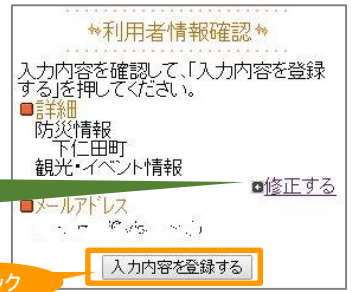 利用者情報確認
入力内容を確認して、「入力内容を登録
する」を押してください。
詳細
防災情報
下仁田町
観光・イベント情報
修正する
メールアドレス
入力内容を登録する
ック